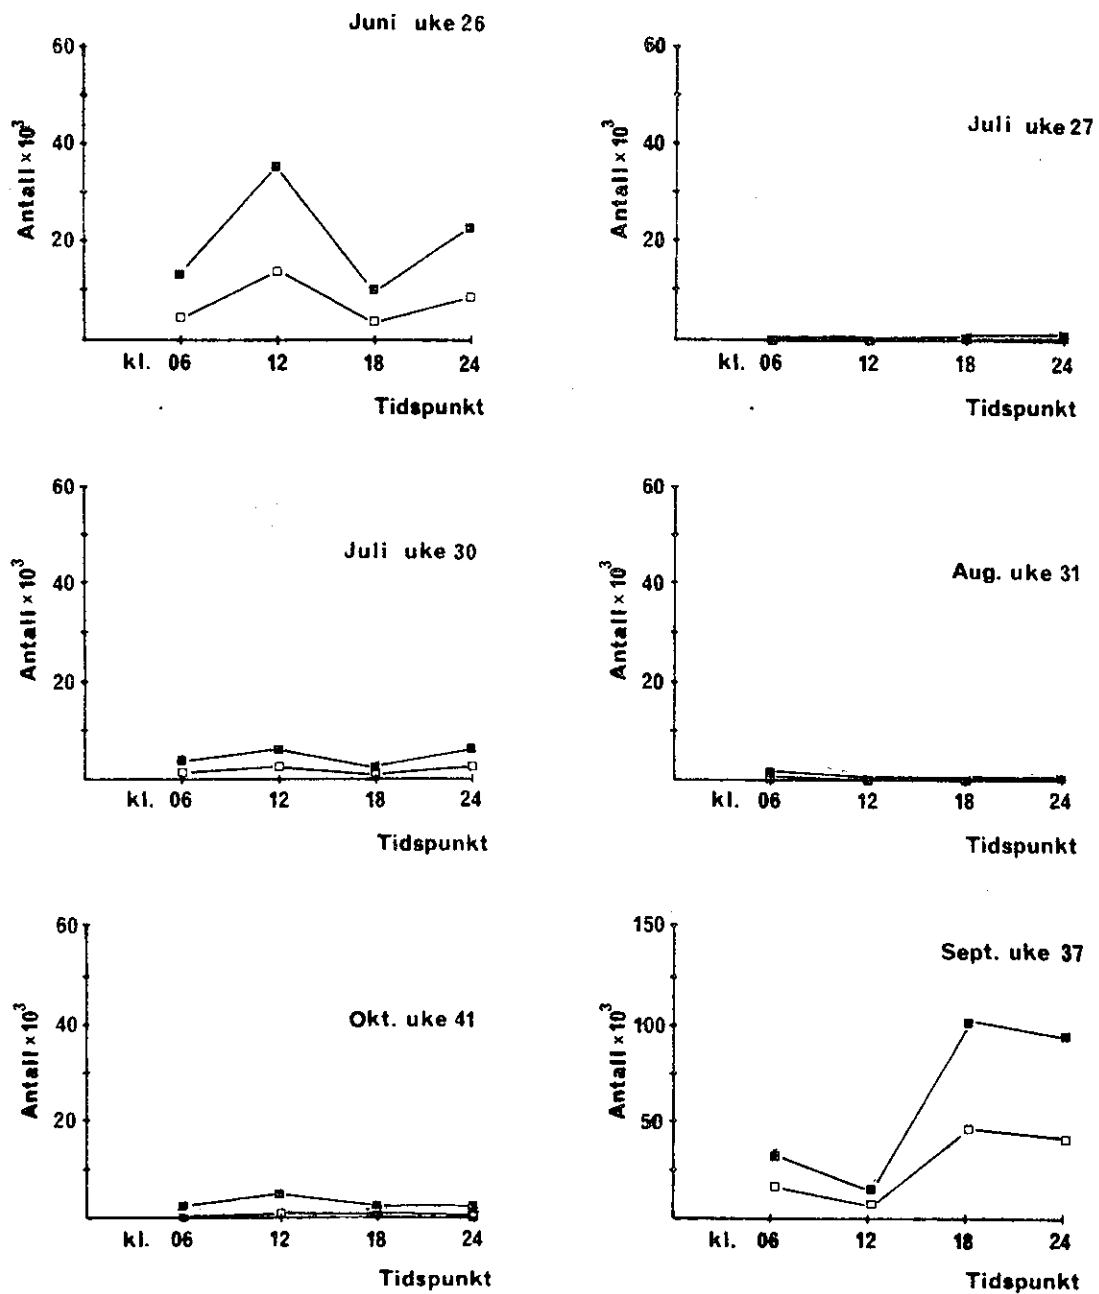 Juni uke 26
60
40
20
Antall × 10³
kl. 06 12 18 24
Tidspunkt
Juli uke 27
60
40
20
Antall × 10³
kl. 06 12 18 24
Tidspunkt
Juli uke 30
60
40
20
Antall × 10³
kl. 06 12 18 24
Tidspunkt
Aug. uke 31
60
40
20
Antall × 10³
kl. 06 12 18 24
Tidspunkt
Okt. uke 41
60
40
20
Antall × 10³
kl. 06 12 18 24
Tidspunkt
Sept. uke 37
150
100
50
Antall × 10³
kl. 06 12 18 24
Tidspunkt